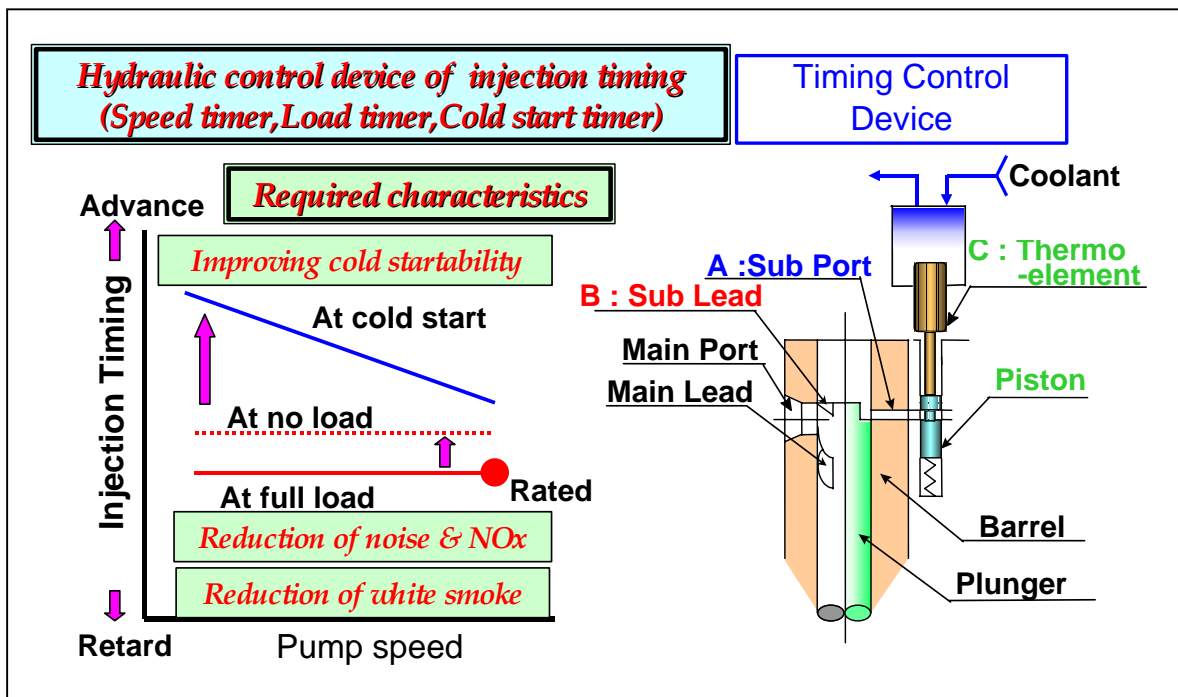 Hydraulic control device of injection timing
(Speed timer,Load timer,Cold start timer)
Timing Control
Device
Required characteristics
Advance
Injection Timing
Retard
Improving cold startability
At cold start
At no load
At full load
Rated
Reduction of noise & NOx
Reduction of white smoke
Pump speed
Coolant
C : Thermo
-element
A :Sub Port
B : Sub Lead
Main Port
Main Lead
Piston
Barrel
Plunger